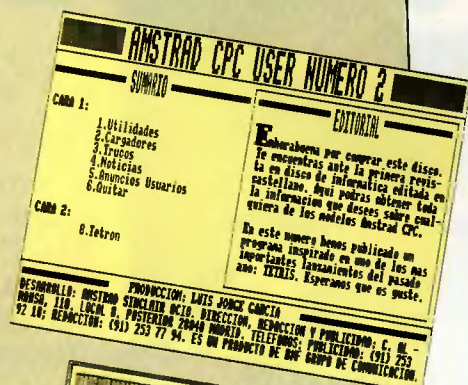 AMSTRAD CPC USER NUMERO 2
SUMARIO
CARA 1:
1.Utilidades
2.Cargadores
3.Trucos
4.Noticias
5.Anuncios Usuarios
6.Quitar
CARA 2:
8.Tetron
EDITORIAL
Enhorabuena por comprar este disco.
Te encuentras ante la primera revis-
ta en disco de informatica editada en
castellano. Aqui podras obtener toda
la informacion que desees sobre cual-
quiera de los modelos Amstrad CPC.
En este numero hemos publicado un
programa inspirado en uno de los mas
importantes lanzamientos del pasado
ano: TETRIS. Esperamos que os guste.
PRODUCCION: LUIS JORGE GARCIA
DESARROLLO: AMSTRAD SINCLAIR OCIO. DIRECCION, REDACCION Y PUBLICIDAD: C. AL-
MANSA, 110. LOCAL 8. POSTERIOR 28040 MADRID. TELEFONOS: PUBLICIDAD: (91) 253
92 10; REDACCION: (91) 253 77 94. ES UN PRODUCTO DE GRUPO DE COMUNICACION.